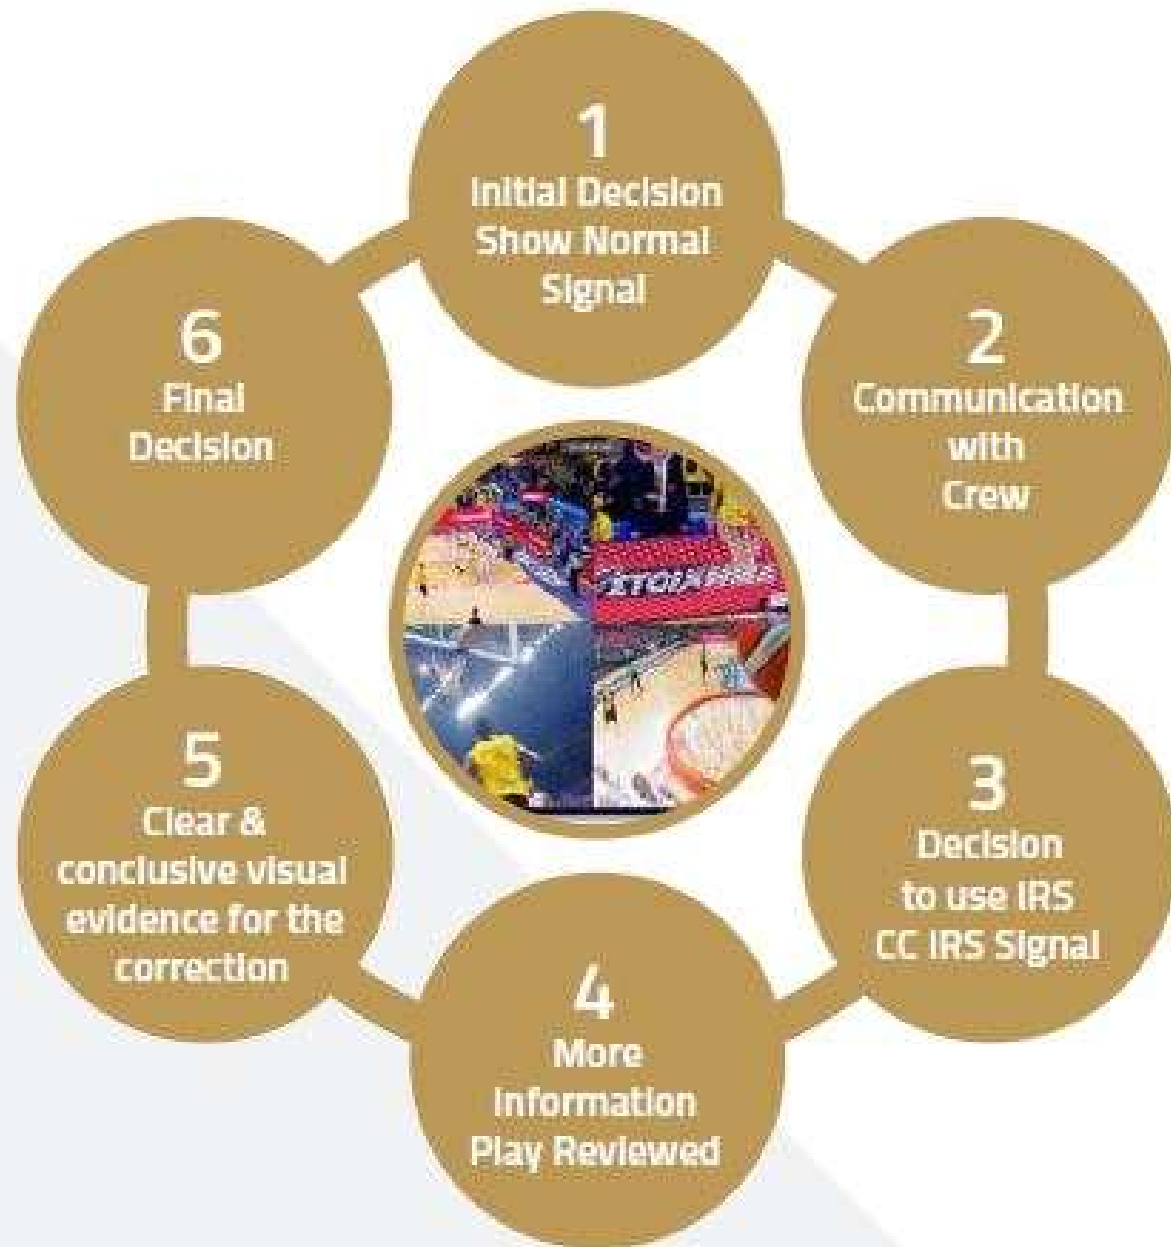 1
Initial Decision
Show Normal
Signal
2
Communication
with
Crew
3
Decision
to use IRS
CC IRS Signal
4
More
Information
Play Reviewed
5
Clear &
conclusive visual
evidence for the
correction
6
Final
Decision